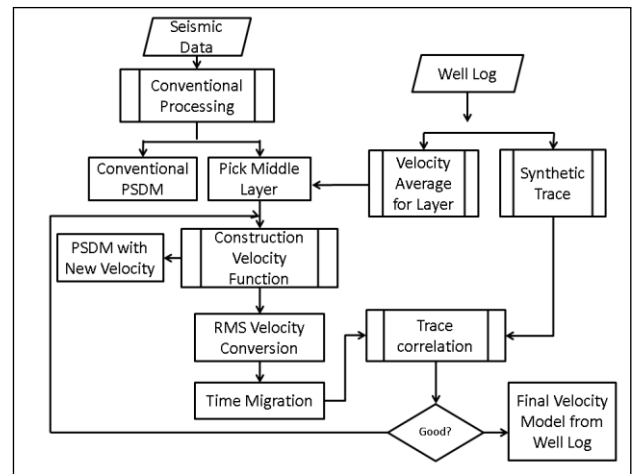 Seismic
Data
Conventional
Processing
Well Log
Conventional
PSDM
Pick Middle
Layer
Velocity
Average
for Layer
Synthetic
Trace
PSDM with
New Velocity
Construction
Velocity
Function
RMS Velocity
Conversion
Trace
correlation
Time Migration
Good?
Final Velocity
Model from
Well Log